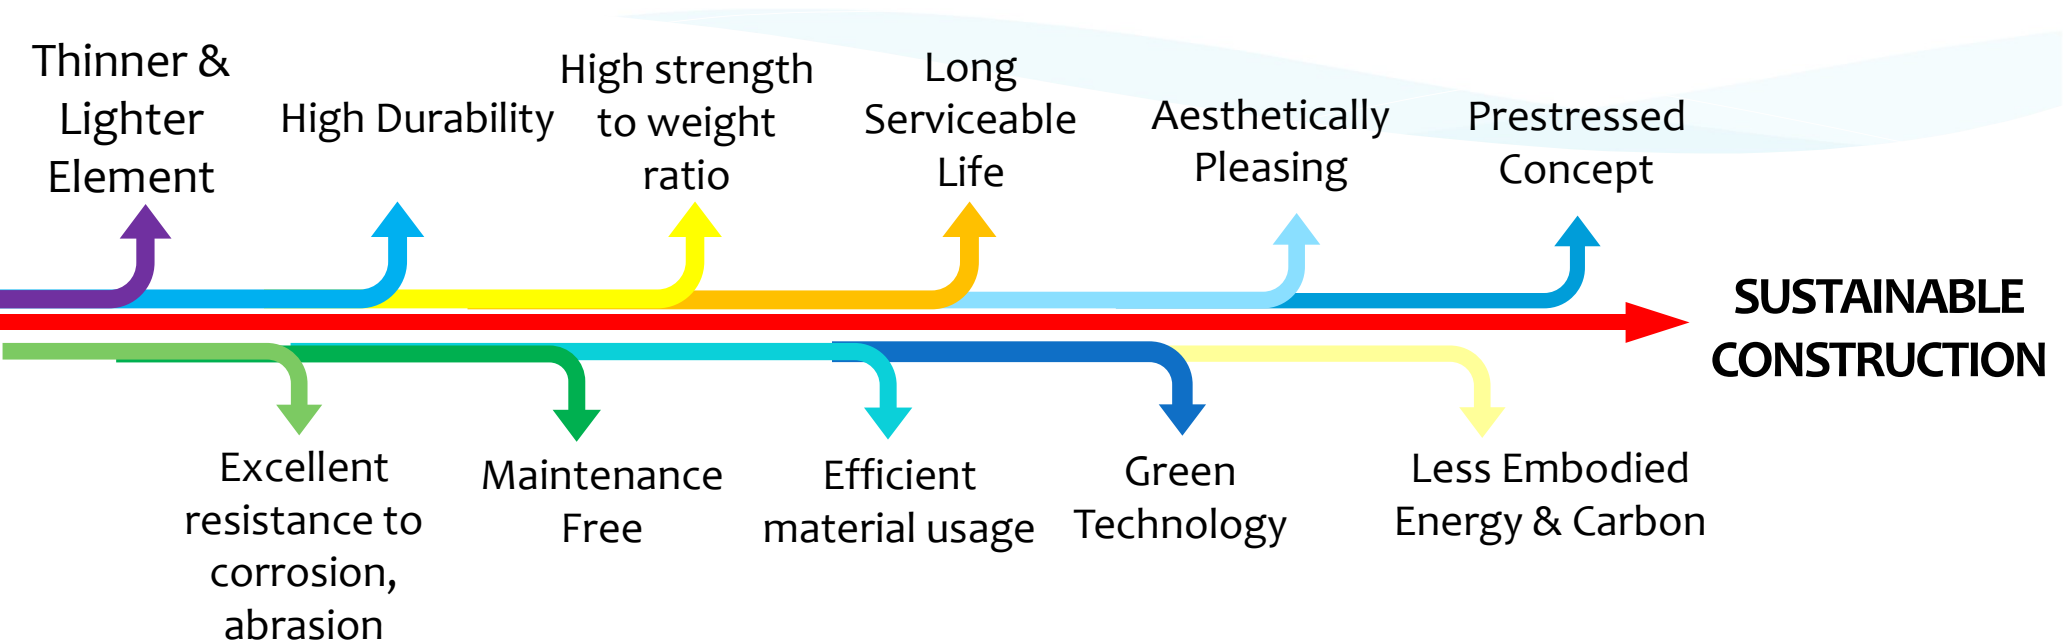 Thinner &
Lighter
Element
High Durability
High strength
to weight
ratio
Long
Serviceable
Life
Aesthetically
Pleasing
Prestressed
Concept
SUSTAINABLE
CONSTRUCTION
Excellent
resistance to
corrosion,
abrasion
Maintenance
Free
Efficient
material usage
Green
Technology
Less Embodied
Energy & Carbon